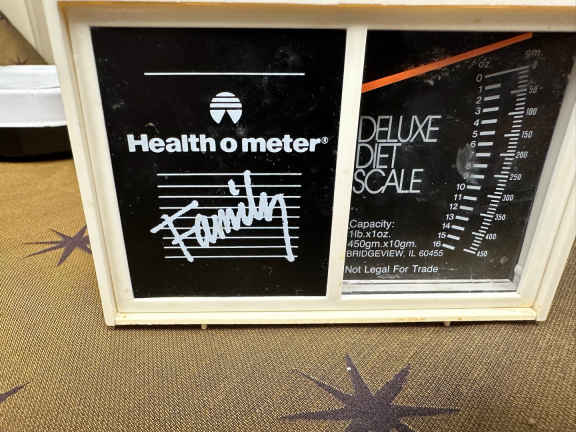 Health o meter®
Family
DELUXE
DIET
SCALE
Capacity:
1lb.x1oz.
450gm.x10gm.
BRIDGEVIEW, IL 60455
Not Legal For Trade
oz. gm.
0 0
1
2 50
3
4 100
5
6 150
7
8 200
9 250
10
11 300
12
13 350
14
15 400
16 450